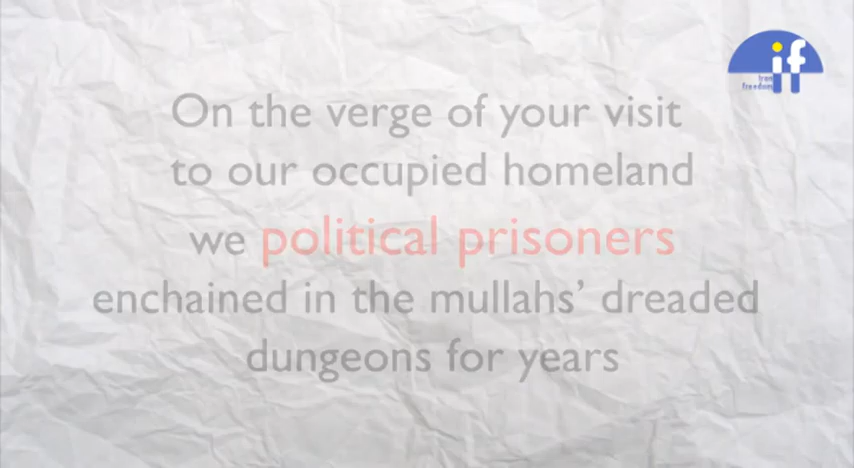 On the verge of your visit
to our occupied homeland
we political prisoners
enchained in the mullahs’ dreaded
dungeons for years
if
Iran
freedom